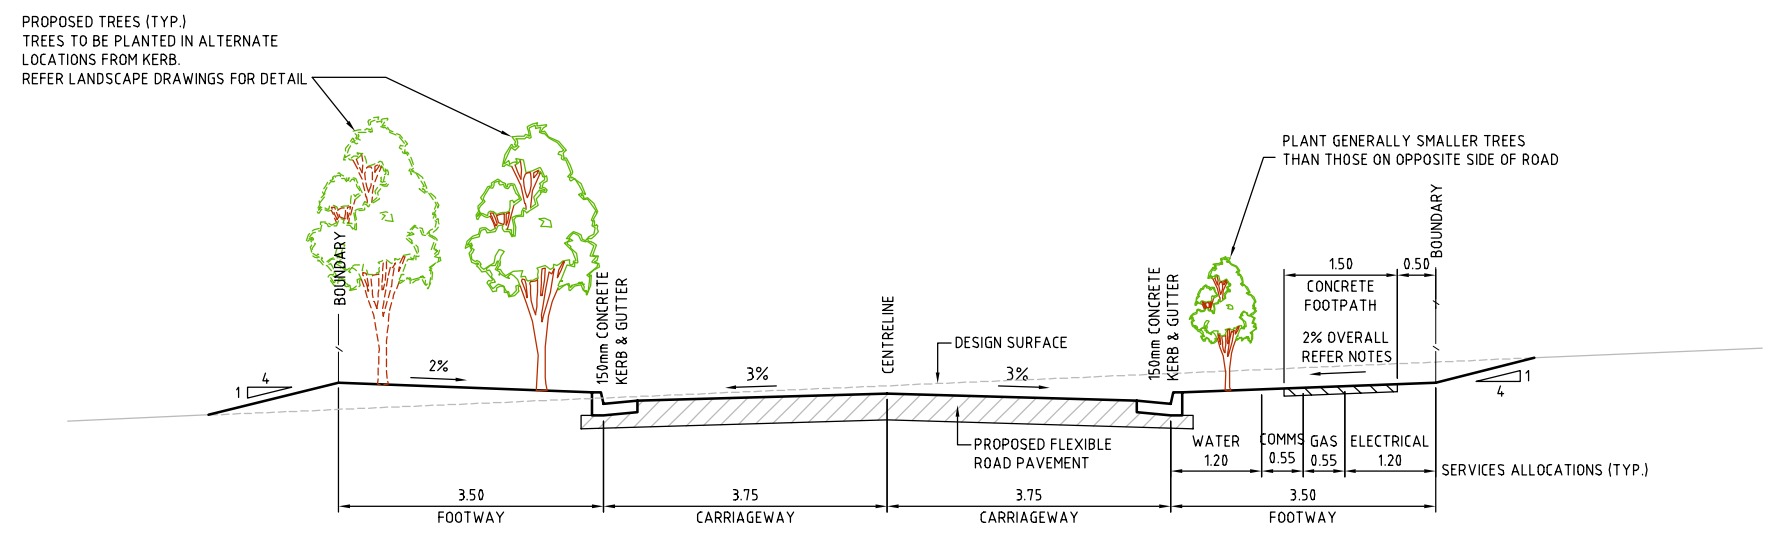 PROPOSED TREES (TYP.)
TREES TO BE PLANTED IN ALTERNATE
LOCATIONS FROM KERB.
REFER LANDSCAPE DRAWINGS FOR DETAIL
PLANT GENERALLY SMALLER TREES
THAN THOSE ON OPPOSITE SIDE OF ROAD
BOUNDARY
150mm CONCRETE
KERB & GUTTER
CENTRELINE
150mm CONCRETE
KERB & GUTTER
BOUNDARY
1.50
0.50
CONCRETE
FOOTPATH
2% OVERALL
REFER NOTES
DESIGN SURFACE
1
4
2%
3%
3%
1
4
PROPOSED FLEXIBLE
ROAD PAVEMENT
WATER
1.20
COMMS
0.55
GAS
0.55
ELECTRICAL
1.20
SERVICES ALLOCATIONS (TYP.)
3.50
FOOTWAY
3.75
CARRIAGEWAY
3.75
CARRIAGEWAY
3.50
FOOTWAY